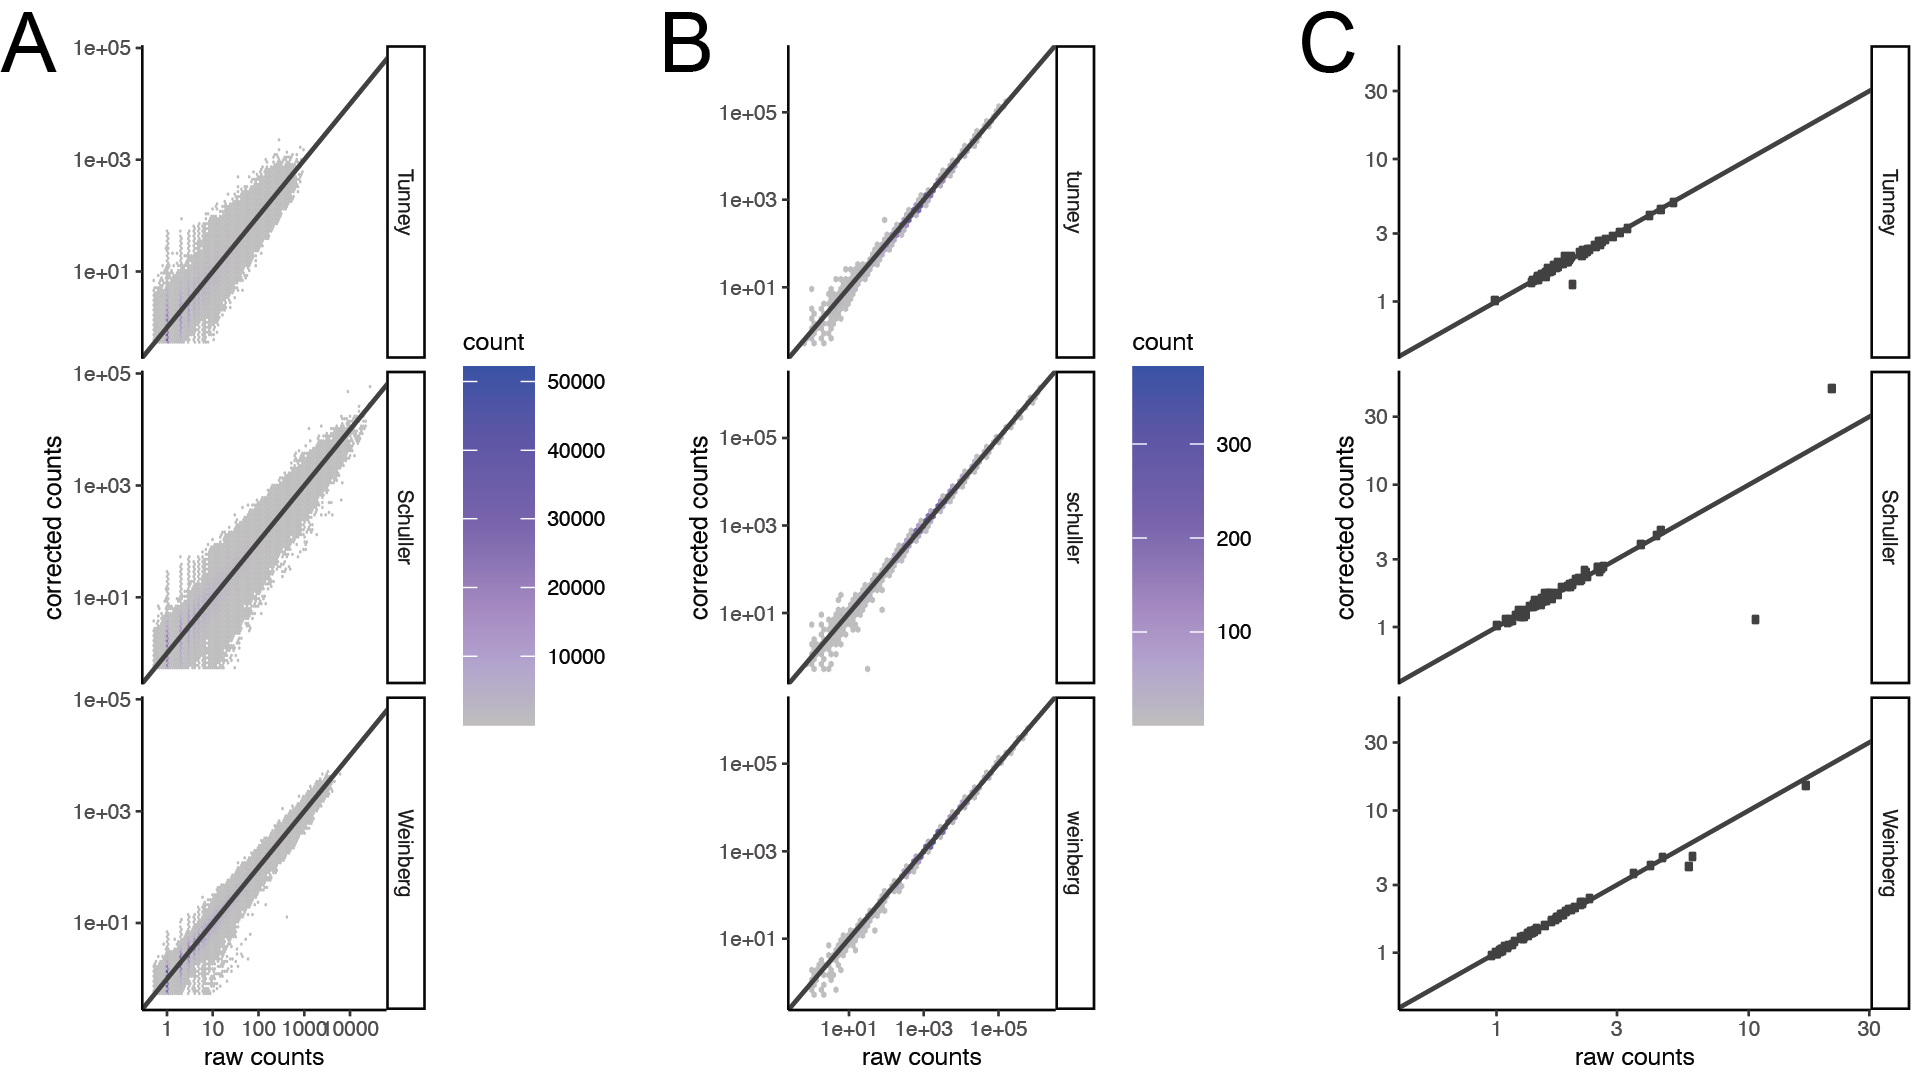 A
1e+05
1e+03
1e+01
Tunney
1e+05
1e+03
1e+01
Schuller
1e+05
1e+03
1e+01
Weinberg
corrected counts
1 10 100 1000 10000
raw counts
count
50000
40000
30000
20000
10000
B
1e+05
1e+03
1e+01
tunney
1e+05
1e+03
1e+01
schuller
1e+05
1e+03
1e+01
weinberg
corrected counts
1e+01 1e+03 1e+05
raw counts
count
300
200
100
C
30
10
3
1
Tunney
30
10
3
1
Schuller
30
10
3
1
Weinberg
corrected counts
1 3 10 30
raw counts